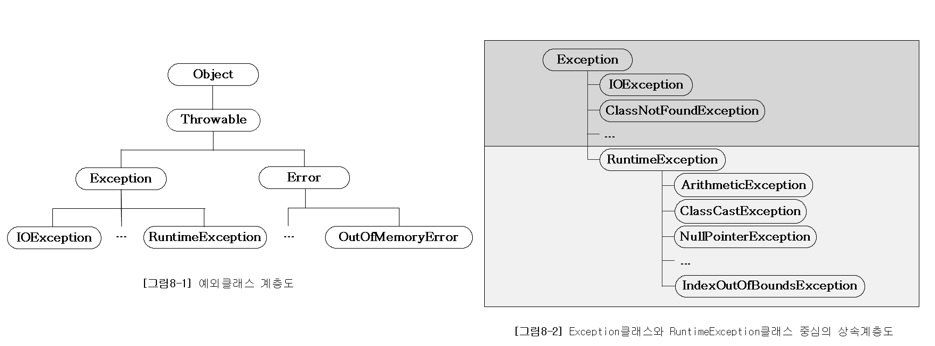 Object
Throwable
Exception
Error
IOException
...
RuntimeException
...
OutOfMemoryError
[그림8-1] 예외클래스 계층도
Exception
IOException
ClassNotFoundException
...
RuntimeException
ArithmeticException
ClassCastException
NullPointerException
...
IndexOutOfBoundsException
[그림8-2] Exception클래스와 RuntimeException클래스 중심의 상속계층도